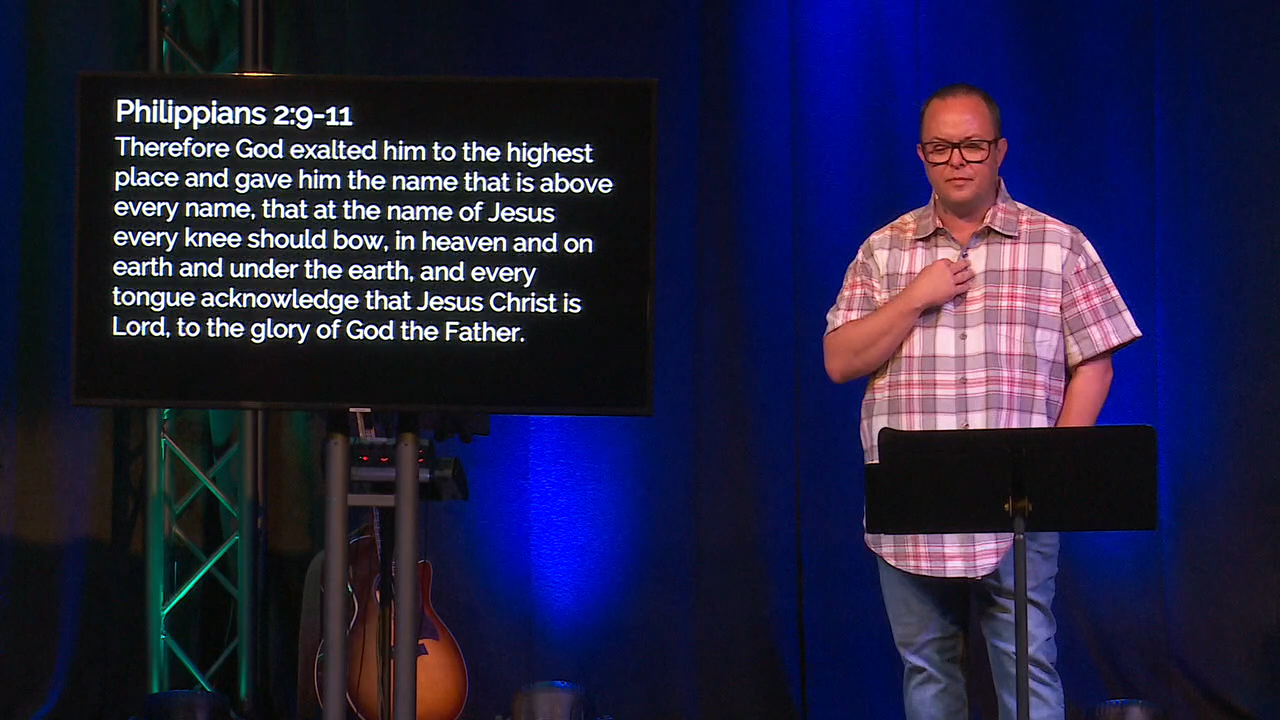 Philippians 2:9-11
Therefore God exalted him to the highest
place and gave him the name that is above
every name, that at the name of Jesus
every knee should bow, in heaven and on
earth and under the earth, and every
tongue acknowledge that Jesus Christ is
Lord, to the glory of God the Father.